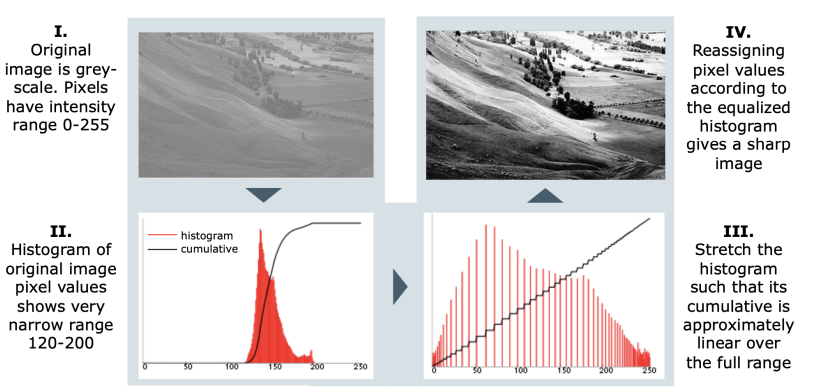 I.
Original
image is grey-
scale. Pixels
have intensity
range 0-255
IV.
Reassigning
pixel values
according to
the equalized
histogram
gives a sharp
image
II.
Histogram of
original image
pixel values
shows very
narrow range
120-200
histogram
cumulative
0 50 100 150 200 250
0 50 100 150 200 250
III.
Stretch the
histogram
such that its
cumulative is
approximately
linear over
the full range